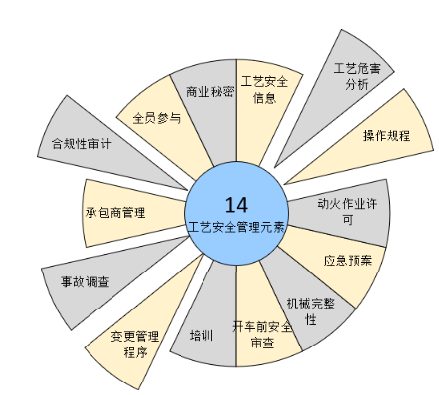 14
工艺安全管理元素
工艺安全
信息
工艺危害
分析
操作规程
动火作业许
可
应急预案
机械完整
性
开车前安全
审查
培训
变更管理
程序
事故调查
承包商管理
合规性审计
全员参与
商业秘密